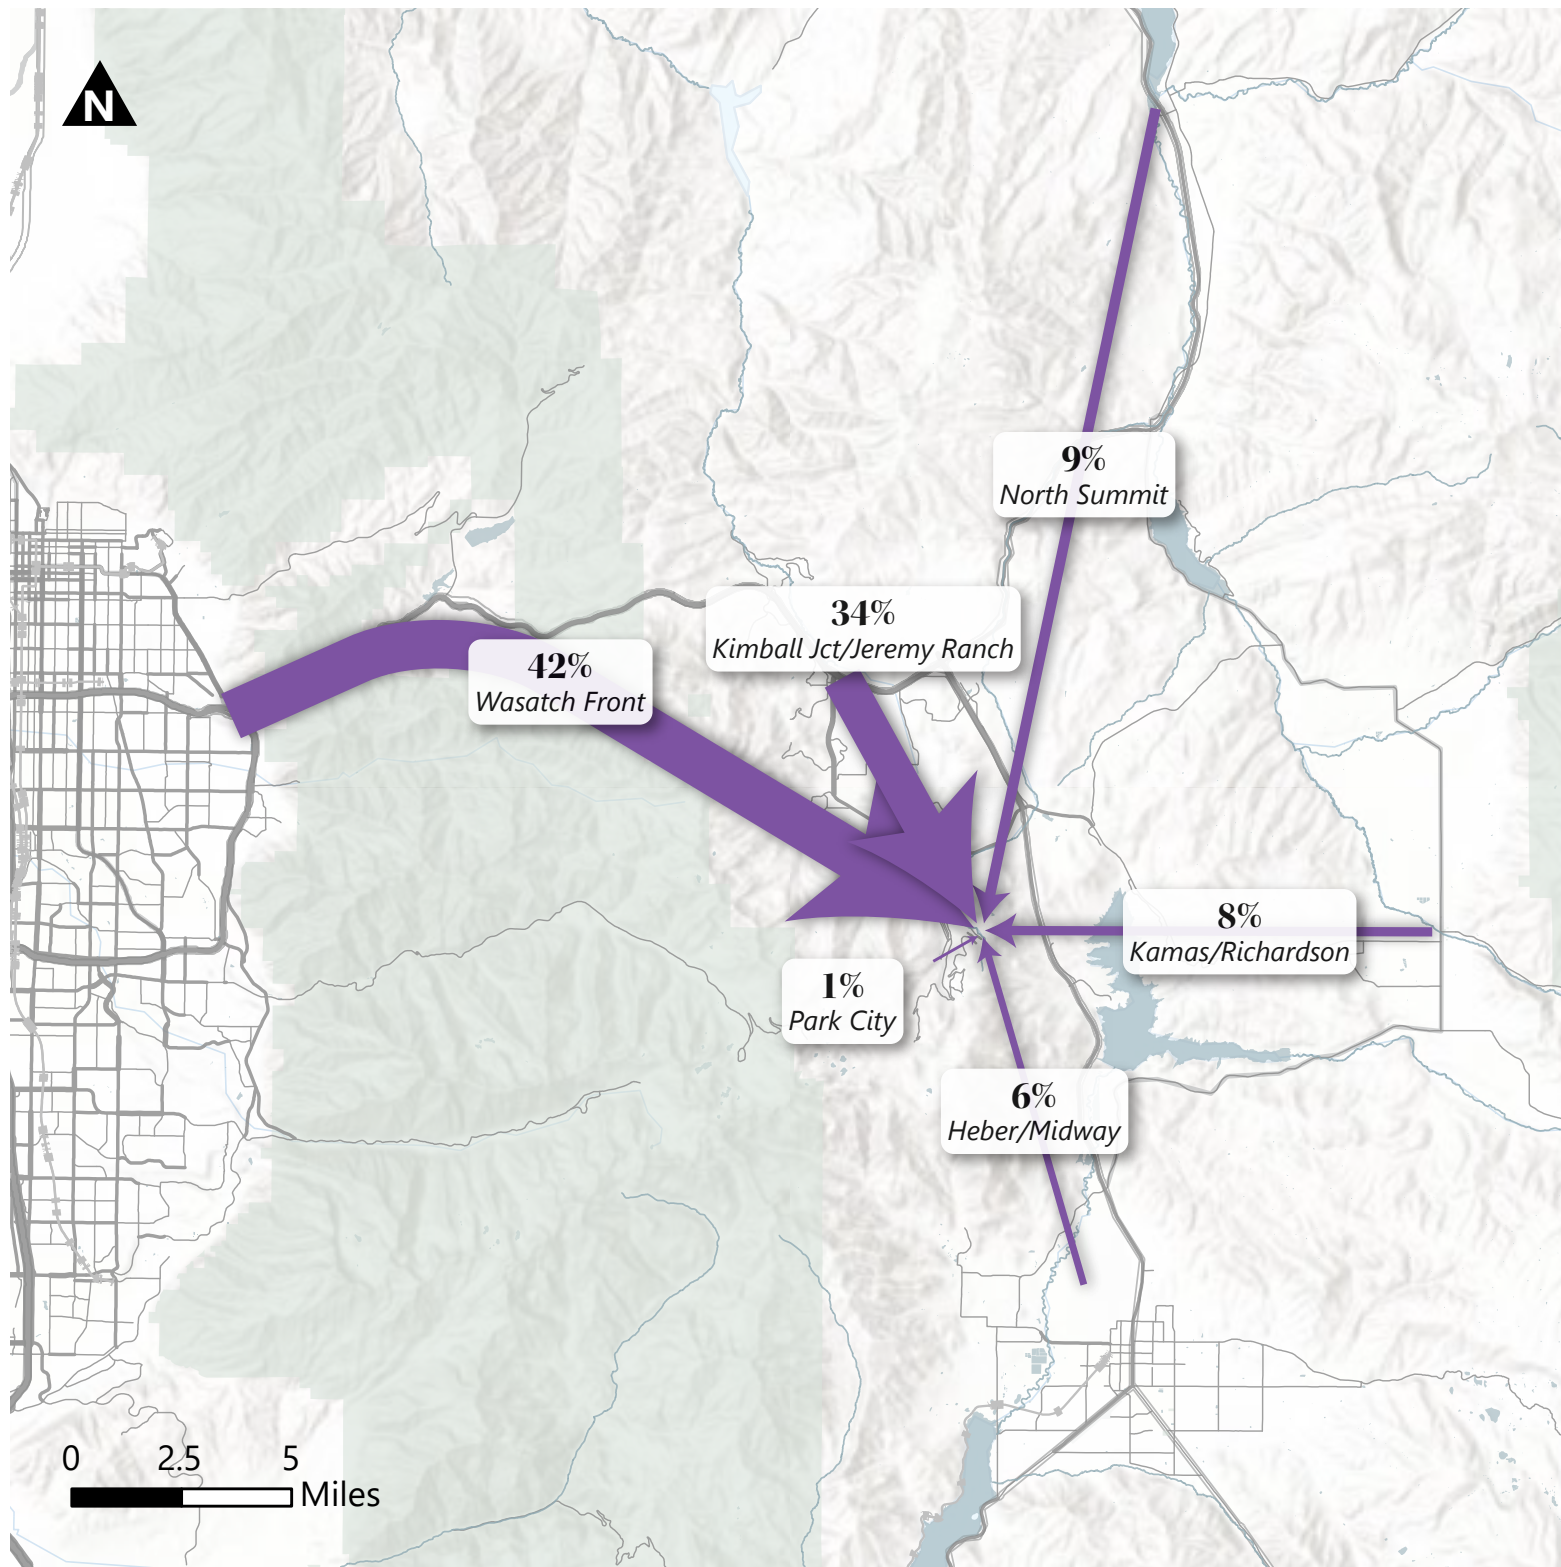 N
9%
North Summit
34%
Kimball Jct/Jeremy Ranch
42%
Wasatch Front
8%
Kamas/Richardson
1%
Park City
6%
Heber/Midway
0 2.5 5
Miles